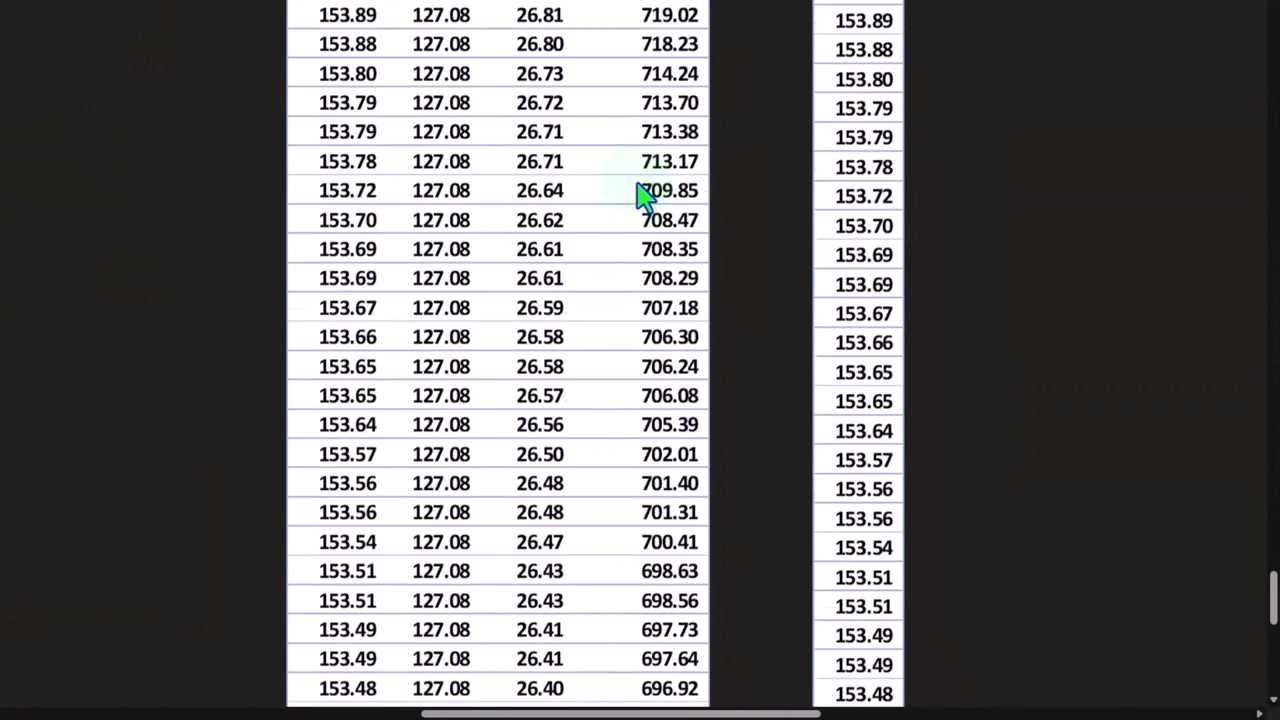 153.89 127.08 26.81 719.02 153.89
153.88 127.08 26.80 718.23 153.88
153.80 127.08 26.73 714.24 153.80
153.79 127.08 26.72 713.70 153.79
153.79 127.08 26.71 713.38 153.79
153.78 127.08 26.71 713.17 153.78
153.72 127.08 26.64 709.85 153.72
153.70 127.08 26.62 708.47 153.70
153.69 127.08 26.61 708.35 153.69
153.69 127.08 26.61 708.29 153.69
153.67 127.08 26.59 707.18 153.67
153.66 127.08 26.58 706.30 153.66
153.65 127.08 26.58 706.24 153.65
153.65 127.08 26.57 706.08 153.65
153.64 127.08 26.56 705.39 153.64
153.57 127.08 26.50 702.01 153.57
153.56 127.08 26.48 701.40 153.56
153.56 127.08 26.48 701.31 153.56
153.54 127.08 26.47 700.41 153.54
153.51 127.08 26.43 698.63 153.51
153.51 127.08 26.43 698.56 153.51
153.49 127.08 26.41 697.73 153.49
153.49 127.08 26.41 697.64 153.49
153.48 127.08 26.40 696.92 153.48